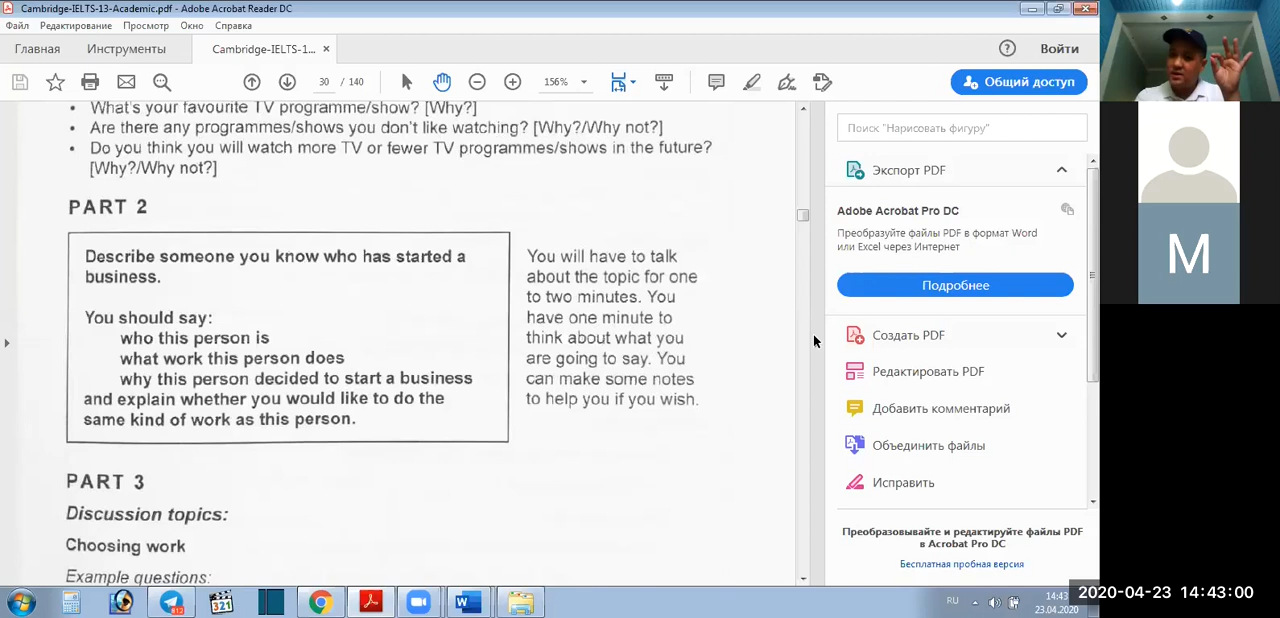 Cambridge-IELTS-13-Academic.pdf - Adobe Acrobat Reader DC
Файл Редактирование Просмотр Окно Справка
Главная Инструменты Cambridge-IELTS-1... × Войти
30 / 140 156% Общий доступ
• What's your favourite TV programme/show? [Why?]
• Are there any programmes/shows you don't like watching? [Why?/Why not?]
• Do you think you will watch more TV or fewer TV programmes/shows in the future?
[Why?/Why not?]
PART 2
Describe someone you know who has started a
business.
You should say:
who this person is
what work this person does
why this person decided to start a business
and explain whether you would like to do the
same kind of work as this person.
You will have to talk
about the topic for one
to two minutes. You
have one minute to
think about what you
are going to say. You
can make some notes
to help you if you wish.
PART 3
Discussion topics:
Choosing work
Example questions:
Поиск "Нарисовать фигуру"
Экспорт PDF
Adobe Acrobat Pro DC
Преобразуйте файлы PDF в формат Word
или Excel через Интернет
Подробнее
Создать PDF
Редактировать PDF
Добавить комментарий
Объединить файлы
Исправить
Преобразовывайте и редактируйте файлы PDF
в Acrobat Pro DC
Бесплатная пробная версия
M
321
W
RU
14:43
23.04.2020
2020-04-23 14:43:00